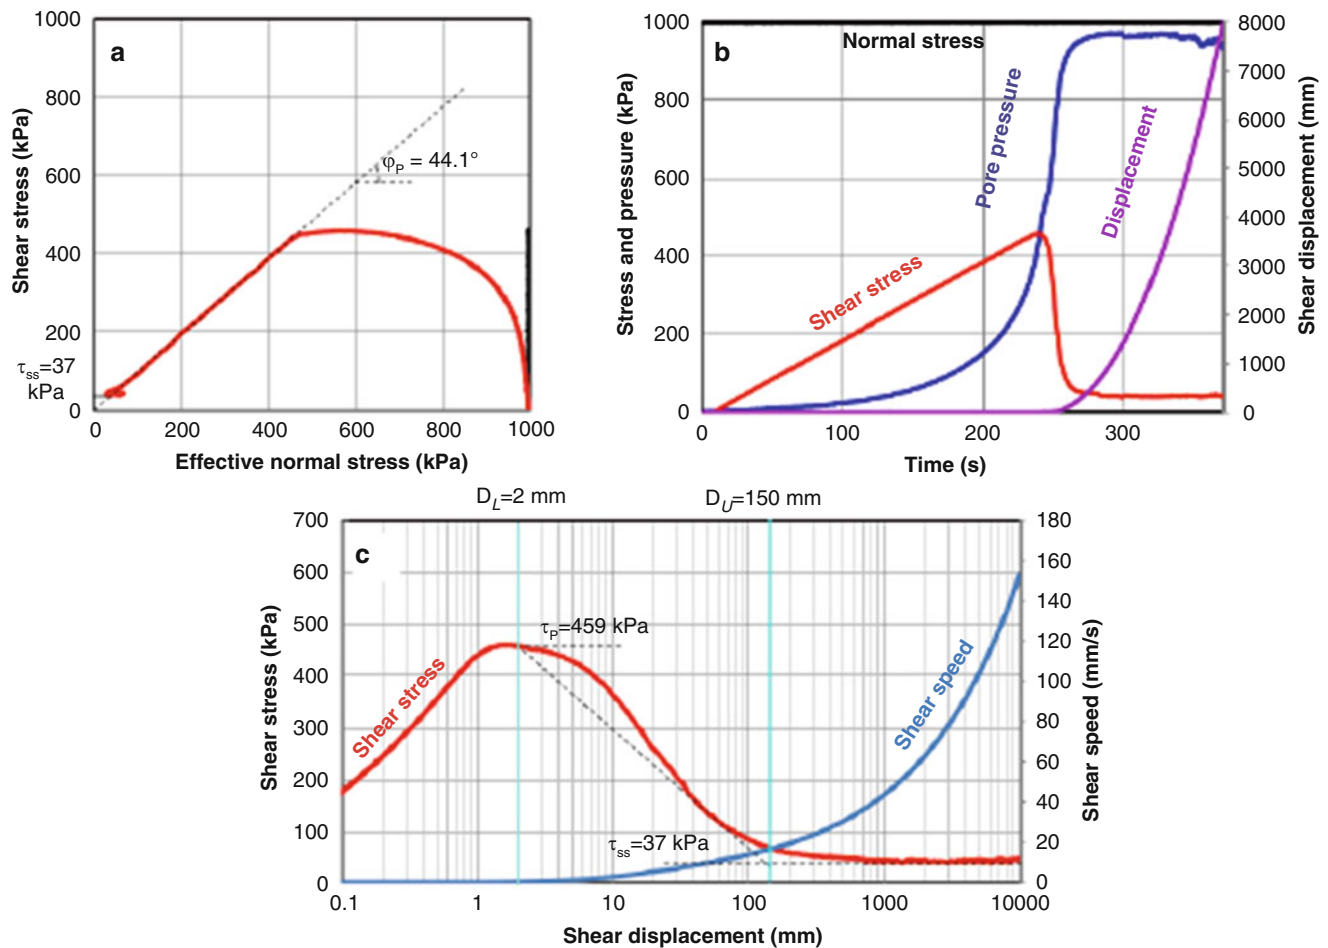 a
1000
800
600
400
200
0
Shear stress (kPa)
φP = 44.1°
τss=37
kPa
0 200 400 600 800 1000
Effective normal stress (kPa)
b
Normal stress
1000
800
600
400
200
0
Stress and pressure (kPa)
Pore pressure
Displacement
Shear stress
8000
7000
6000
5000
4000
3000
2000
1000
0
Shear displacement (mm)
0 100 200 300
Time (s)
DL=2 mm DU=150 mm
c
700
600
500
400
300
200
100
0
Shear stress (kPa)
τP=459 kPa
Shear stress
Shear speed
τss=37 kPa
180
160
140
120
100
80
60
40
20
0
Shear speed (mm/s)
0.1 1 10 100 1000 10000
Shear displacement (mm)